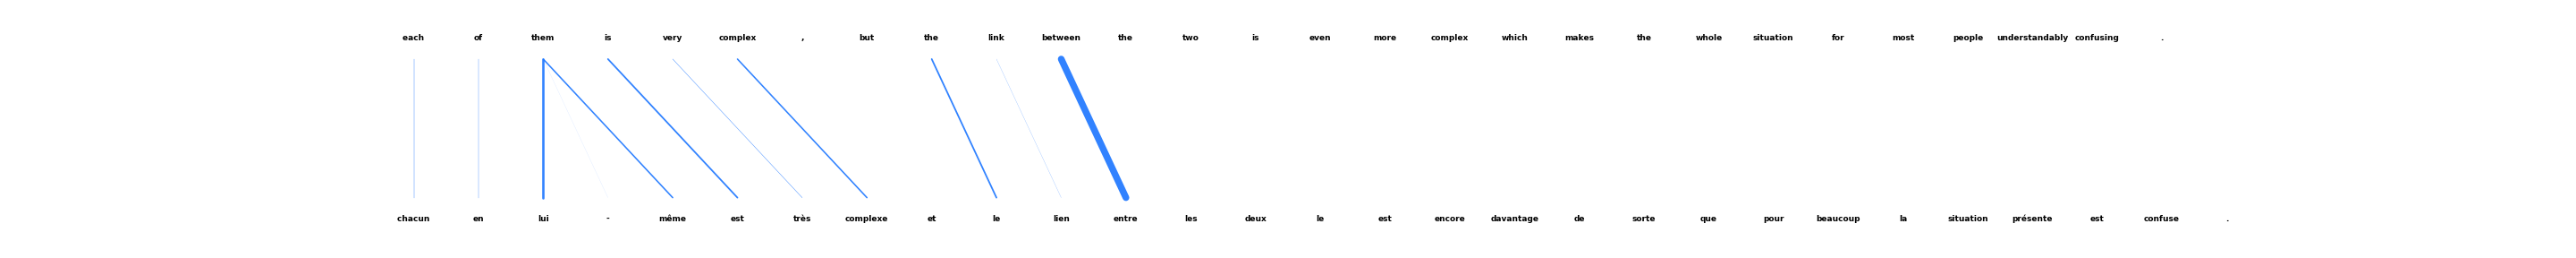 each of them is very complex , but the link between the two is even more complex which makes the whole situation for most people understandably confusing .
chacun en lui - même est très complexe et le lien entre les deux le est encore davantage de sorte que pour beaucoup la situation présente est confuse .